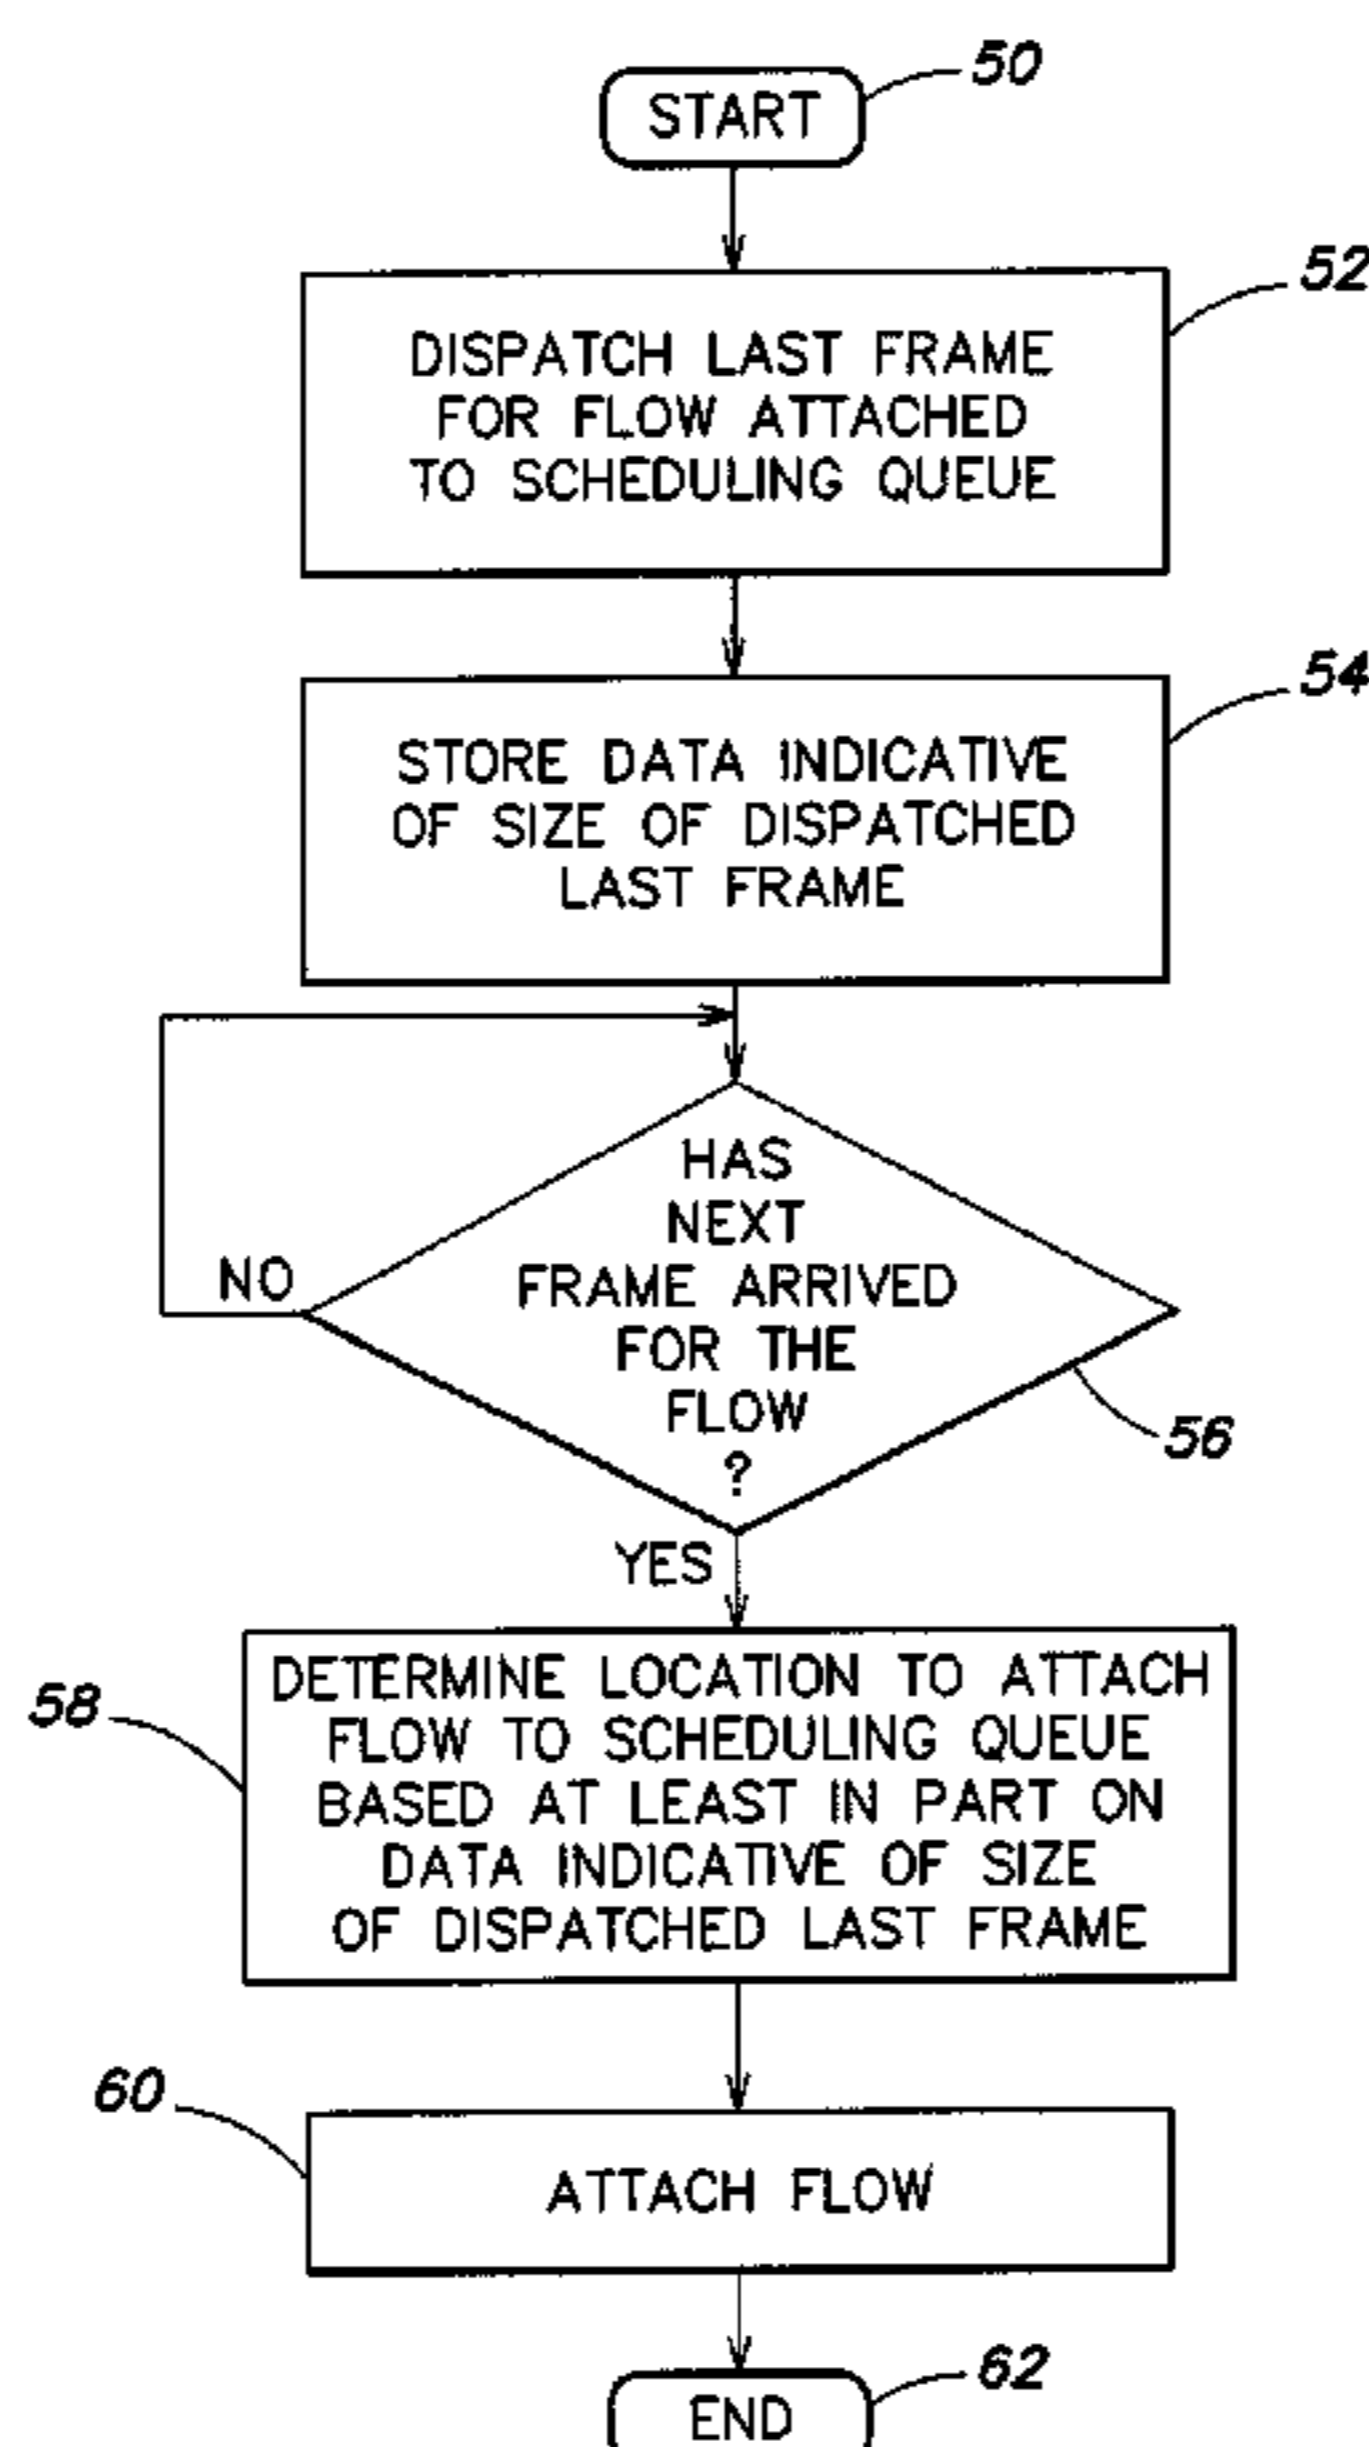 START
50
DISPATCH LAST FRAME
FOR FLOW ATTACHED
TO SCHEDULING QUEUE
52
STORE DATA INDICATIVE
OF SIZE OF DISPATCHED
LAST FRAME
54
HAS
NEXT
FRAME ARRIVED
FOR THE
FLOW
?
NO
56
YES
DETERMINE LOCATION TO ATTACH
FLOW TO SCHEDULING QUEUE
BASED AT LEAST IN PART ON
DATA INDICATIVE OF SIZE
OF DISPATCHED LAST FRAME
58
60
ATTACH FLOW
62
END